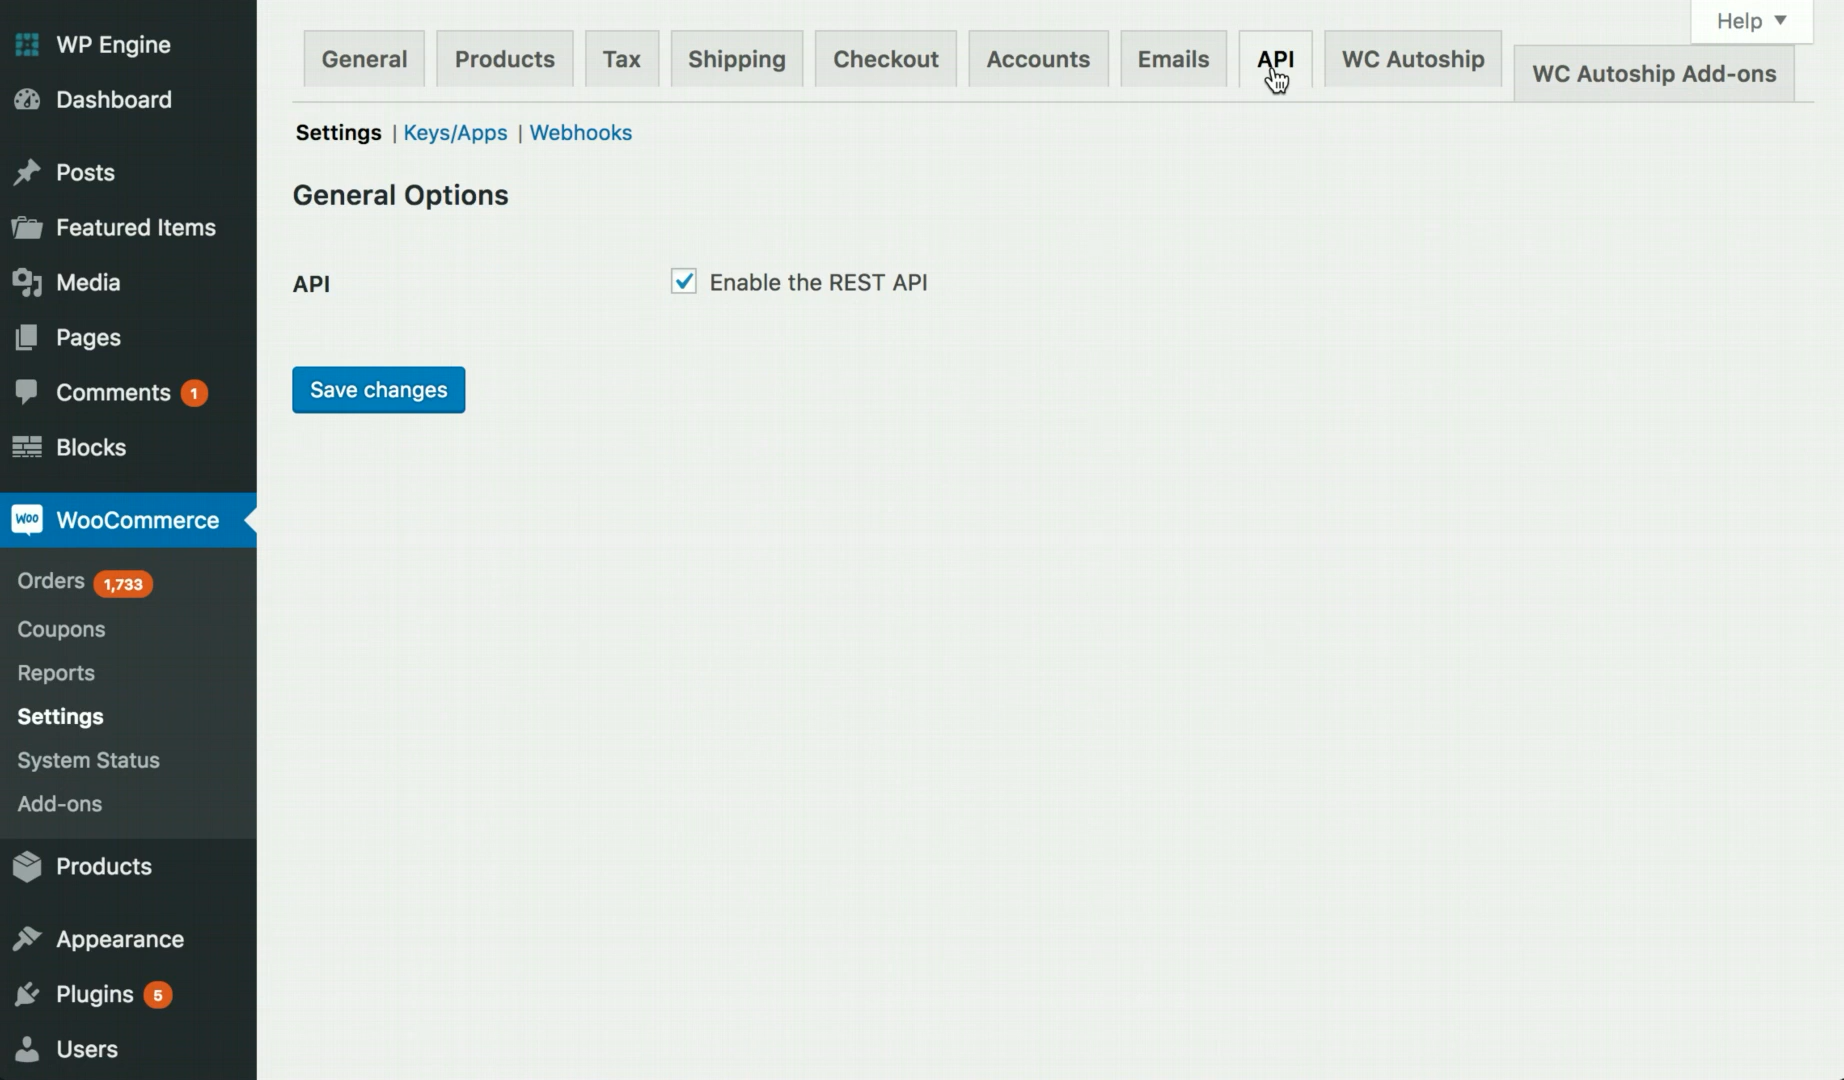 WP Engine
Dashboard
Posts
Featured Items
Media
Pages
Comments 1
Blocks
Woo WooCommerce
Orders 1,733
Coupons
Reports
Settings
System Status
Add-ons
Products
Appearance
Plugins 5
Users
Help
General Products Tax Shipping Checkout Accounts Emails API WC Autoship WC Autoship Add-ons
Settings | Keys/Apps | Webhooks
General Options
API Enable the REST API
Save changes